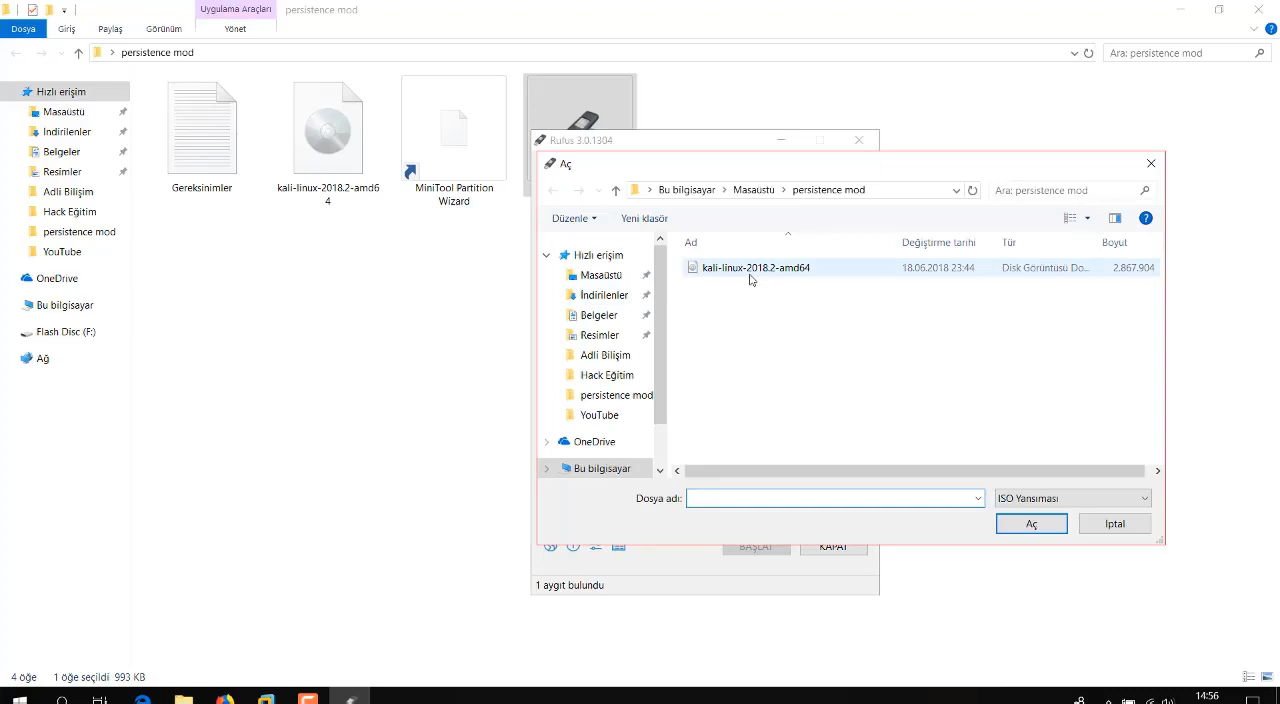 Uygulama Araçları
persistence mod
Dosya
Giriş
Paylaş
Görünüm
Yönet
persistence mod
Ara: persistence mod
Hızlı erişim
Masaüstü
İndirilenler
Belgeler
Resimler
Adli Bilişim
Hack Eğitim
persistence mod
YouTube
OneDrive
Bu bilgisayar
Flash Disc (F:)
Ağ
Gereksinimler
kali-linux-2018.2-amd6
4
MiniTool Partition
Wizard
Rufus 3.0.1304
Aç
Bu bilgisayar
Masaüstü
persistence mod
Ara: persistence mod
Düzenle
Yeni klasör
Ad
Değiştirme tarihi
Tür
Boyut
Hızlı erişim
Masaüstü
İndirilenler
Belgeler
Resimler
Adli Bilişim
Hack Eğitim
persistence mod
YouTube
OneDrive
Bu bilgisayar
kali-linux-2018.2-amd64
18.06.2018 23:44
Disk Görüntüsü Do...
2.867.904
Dosya adı:
ISO Yansıması
Aç
İptal
BAŞLAT
KAPAT
1 aygıt bulundu
4 öğe
1 öğe seçildi 993 KB
14:56